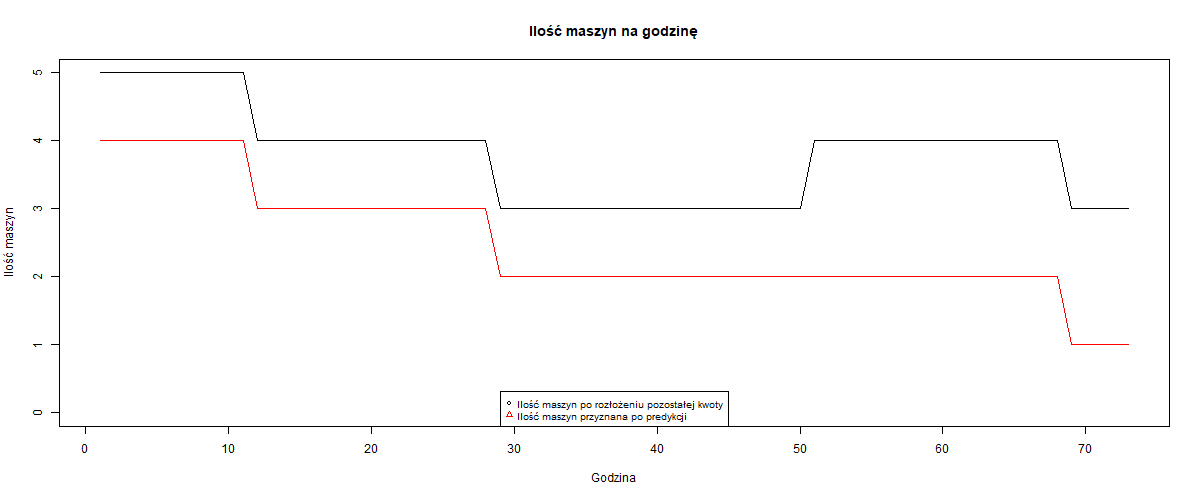 Ilość maszyn na godzinę
Ilość maszyn
5
4
3
2
1
0
Ilość maszyn po rozłożeniu pozostałej kwoty
Ilość maszyn przyznana po predykcji
0 10 20 30 40 50 60 70
Godzina